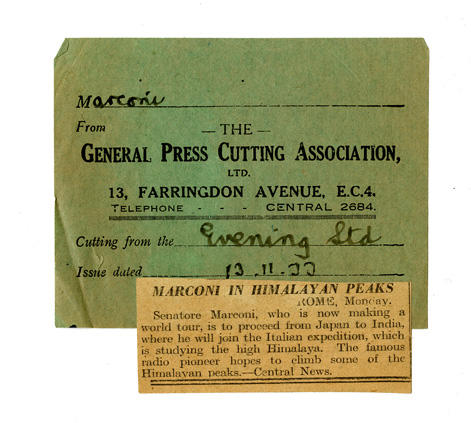 Marconi
From
— THE —
GENERAL PRESS CUTTING ASSOCIATION,
LTD.
13, FARRINGDON AVENUE, E.C.4.
TELEPHONE - - - CENTRAL 2684.
Cutting from the Evening Std
Issue dated 13.11.33
MARCONI IN HIMALAYAN PEAKS
ROME, Monday.
Senatore Marconi, who is now making a
world tour, is to proceed from Japan to India,
where he will join the Italian expedition, which
is studying the high Himalaya. The famous
radio pioneer hopes to climb some of the
Himalayan peaks.—Central News.